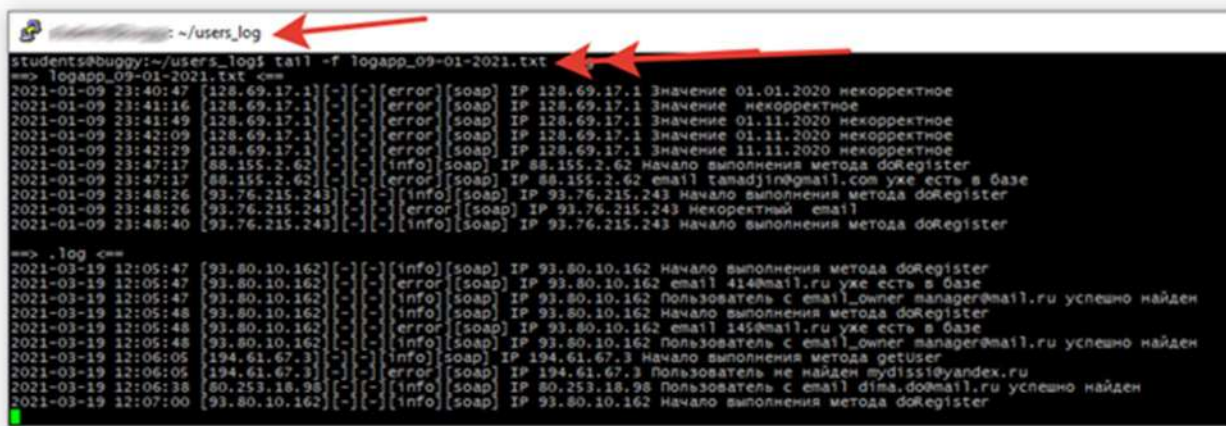 : ~/users_log
students@buggy:~/users_log$ tail -f logapp_09-01-2021.txt
==> logapp_09-01-2021.txt <==
2021-01-09 23:40:47 [128.69.17.1][-][-][error][soap] IP 128.69.17.1 Значение 01.01.2020 некорректное
2021-01-09 23:41:16 [128.69.17.1][-][-][error][soap] IP 128.69.17.1 Значение  некорректное
2021-01-09 23:41:49 [128.69.17.1][-][-][error][soap] IP 128.69.17.1 Значение 01.11.2020 некорректное
2021-01-09 23:42:09 [128.69.17.1][-][-][error][soap] IP 128.69.17.1 Значение 01.11.2020 некорректное
2021-01-09 23:42:29 [128.69.17.1][-][-][error][soap] IP 128.69.17.1 Значение 11.11.2020 некорректное
2021-01-09 23:47:17 [88.155.2.62][-][-][info][soap] IP 88.155.2.62 Начало выполнения метода doRegister
2021-01-09 23:47:17 [88.155.2.62][-][-][error][soap] IP 88.155.2.62 email tamadjin@gmail.com уже есть в базе
2021-01-09 23:48:26 [93.76.215.243][-][-][info][soap] IP 93.76.215.243 Начало выполнения метода doRegister
2021-01-09 23:48:26 [93.76.215.243][-][-][error][soap] IP 93.76.215.243 Некоректный  email
2021-01-09 23:48:40 [93.76.215.243][-][-][info][soap] IP 93.76.215.243 Начало выполнения метода doRegister
==> .log <==
2021-03-19 12:05:47 [93.80.10.162][-][-][info][soap] IP 93.80.10.162 Начало выполнения метода doRegister
2021-03-19 12:05:47 [93.80.10.162][-][-][error][soap] IP 93.80.10.162 email 414@mail.ru уже есть в базе
2021-03-19 12:05:47 [93.80.10.162][-][-][info][soap] IP 93.80.10.162 Пользователь с email_owner manager@mail.ru успешно найден
2021-03-19 12:05:48 [93.80.10.162][-][-][info][soap] IP 93.80.10.162 Начало выполнения метода doRegister
2021-03-19 12:05:48 [93.80.10.162][-][-][error][soap] IP 93.80.10.162 email 145@mail.ru уже есть в базе
2021-03-19 12:05:48 [93.80.10.162][-][-][info][soap] IP 93.80.10.162 Пользователь с email_owner manager@mail.ru успешно найден
2021-03-19 12:06:05 [194.61.67.3][-][-][info][soap] IP 194.61.67.3 Начало выполнения метода getUser
2021-03-19 12:06:05 [194.61.67.3][-][-][info][soap] IP 194.61.67.3 Пользователь не найден mydissi@yandex.ru
2021-03-19 12:06:38 [80.253.18.98][-][-][info][soap] IP 80.253.18.98 Пользователь с email dima.do@mail.ru успешно найден
2021-03-19 12:07:00 [93.80.10.162][-][-][info][soap] IP 93.80.10.162 Начало выполнения метода doRegister